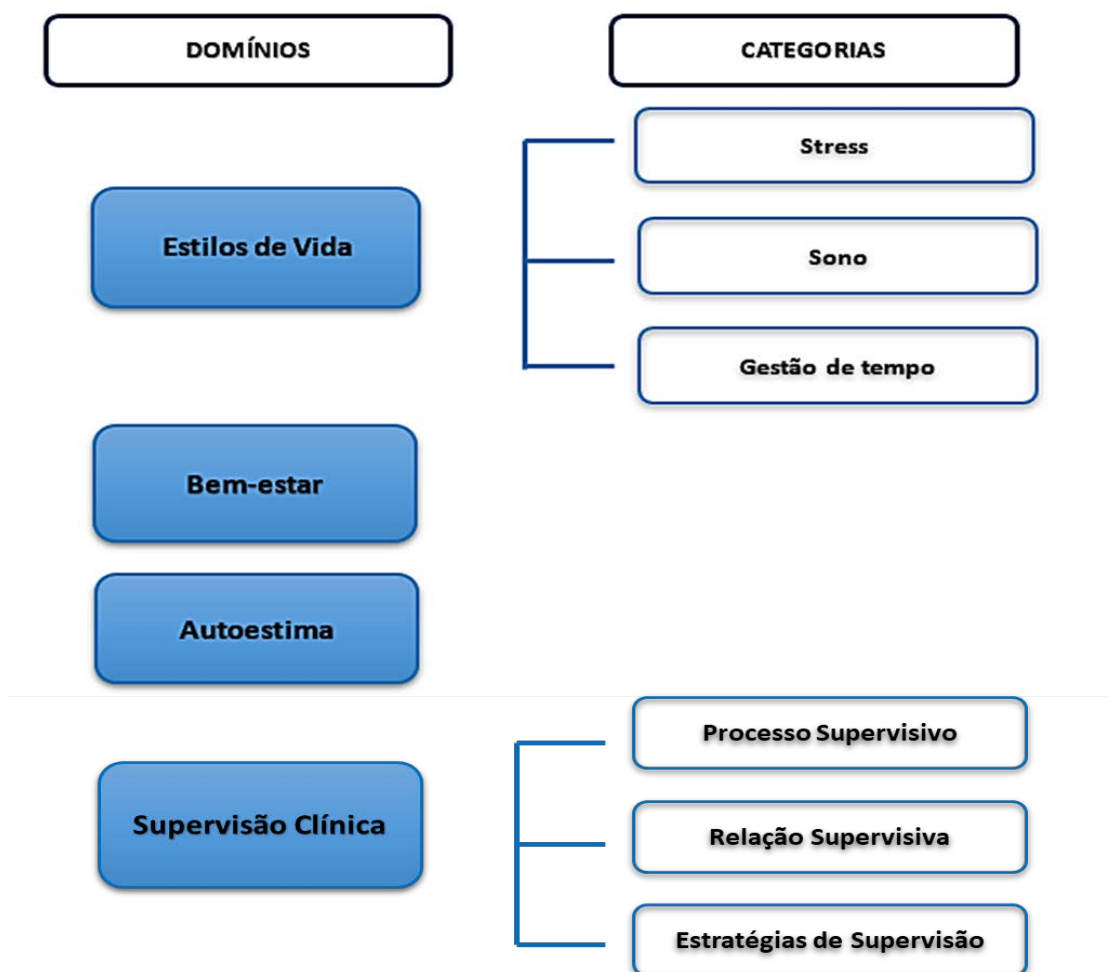 DOMÍNIOS
CATEGORIAS
Estilos de Vida
Stress
Sono
Gestão de tempo
Bem-estar
Autoestima
Supervisão Clínica
Processo Supervisivo
Relação Supervisiva
Estratégias de Supervisão